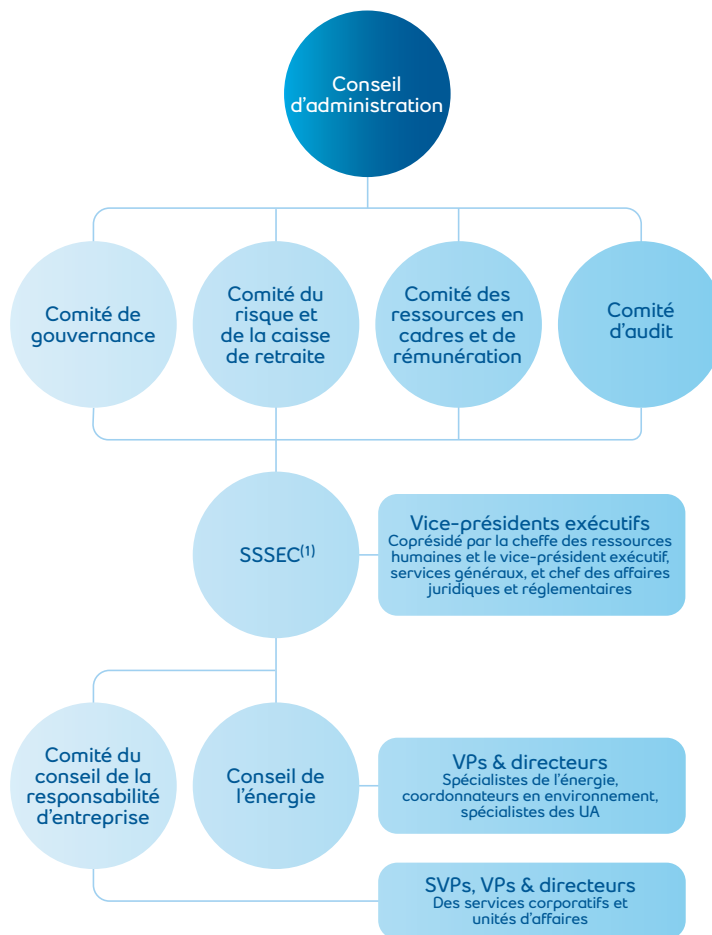 Conseil
d'administration
Comité de
gouvernance
Comité du
risque et
de la caisse
de retraite
Comité des
ressources en
cadres et de
rémunération
Comité
d'audit
SSSEC(1)
Vice-présidents exécutifs
Coprésidé par la cheffe des ressources
humaines et le vice-président exécutif,
services généraux, et chef des affaires
juridiques et réglementaires
Comité du
conseil de la
responsabilité
d'entreprise
Conseil de
l'énergie
VPs & directeurs
Spécialistes de l'énergie,
coordonnateurs en environnement,
spécialistes des UA
SVPs, VPs & directeurs
Des services corporatifs et
unités d'affaires